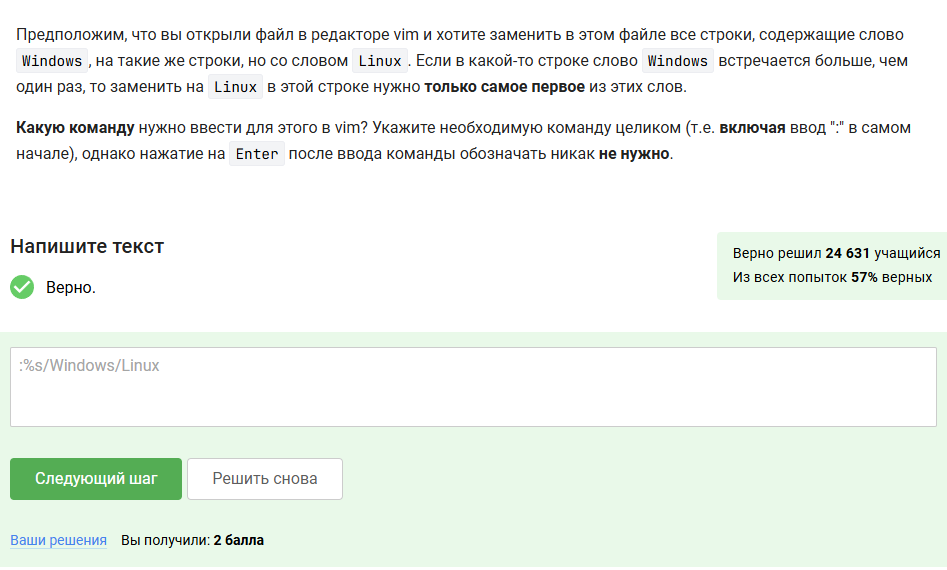 Предположим, что вы открыли файл в редакторе vim и хотите заменить в этом файле все строки, содержащие слово
Windows , на такие же строки, но со словом Linux . Если в какой-то строке слово Windows встречается больше, чем
один раз, то заменить на Linux в этой строке нужно только самое первое из этих слов.
Какую команду нужно ввести для этого в vim? Укажите необходимую команду целиком (т.е. включая ввод ":" в самом
начале), однако нажатие на Enter после ввода команды обозначать никак не нужно.
Напишите текст
Верно решил 24 631 учащийся
Из всех попыток 57% верных
Верно.
:%s/Windows/Linux
Следующий шаг
Решить снова
Ваши решения Вы получили: 2 балла